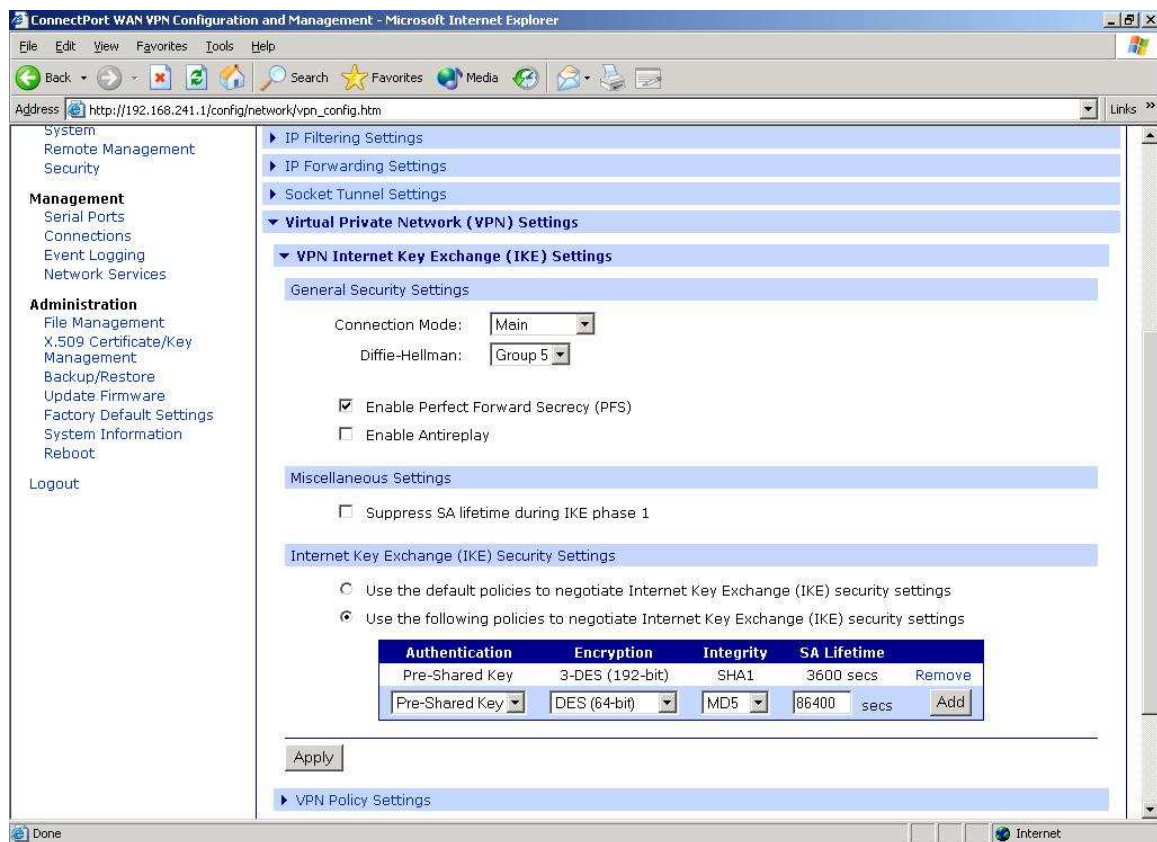 ConnectPort WAN VPN Configuration and Management - Microsoft Internet Explorer
File Edit View Favorites Tools Help
Back Search Favorites Media
Address http://192.168.241.1/config/network/vpn_config.htm Links »
System
Remote Management
Security
Management
Serial Ports
Connections
Event Logging
Network Services
Administration
File Management
X.509 Certificate/Key
Management
Backup/Restore
Update Firmware
Factory Default Settings
System Information
Reboot
Logout
IP Filtering Settings
IP Forwarding Settings
Socket Tunnel Settings
Virtual Private Network (VPN) Settings
VPN Internet Key Exchange (IKE) Settings
General Security Settings
Connection Mode: Main
Diffie-Hellman: Group 5
Enable Perfect Forward Secrecy (PFS)
Enable Antireplay
Miscellaneous Settings
Suppress SA lifetime during IKE phase 1
Internet Key Exchange (IKE) Security Settings
Use the default policies to negotiate Internet Key Exchange (IKE) security settings
Use the following policies to negotiate Internet Key Exchange (IKE) security settings
Authentication Encryption Integrity SA Lifetime
Pre-Shared Key 3-DES (192-bit) SHA1 3600 secs Remove
Pre-Shared Key DES (64-bit) MD5 86400 secs Add
Apply
VPN Policy Settings
Done Internet